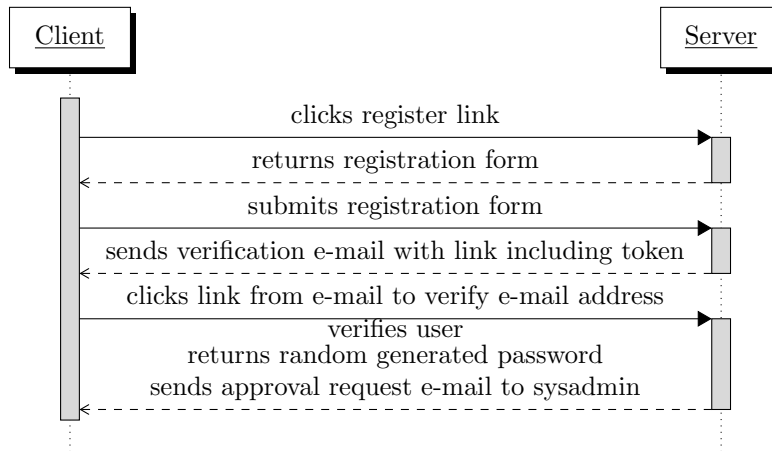 Client
Server
clicks register link
returns registration form
submits registration form
sends verification e-mail with link including token
clicks link from e-mail to verify e-mail address
verifies user
returns random generated password
sends approval request e-mail to sysadmin